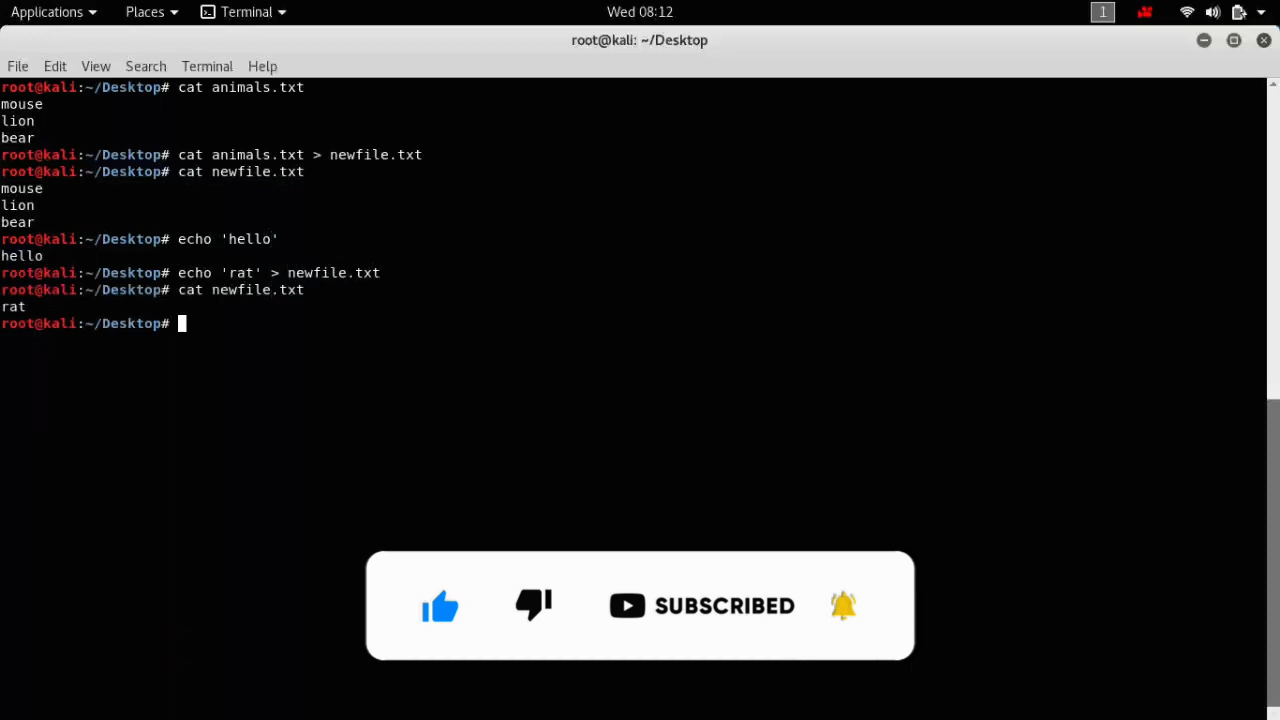 Applications Places Terminal Wed 08:12 1
root@kali: ~/Desktop
File Edit View Search Terminal Help
root@kali:~/Desktop# cat animals.txt
mouse
lion
bear
root@kali:~/Desktop# cat animals.txt > newfile.txt
root@kali:~/Desktop# cat newfile.txt
mouse
lion
bear
root@kali:~/Desktop# echo 'hello'
hello
root@kali:~/Desktop# echo 'rat' > newfile.txt
root@kali:~/Desktop# cat newfile.txt
rat
root@kali:~/Desktop#
SUBSCRIBED